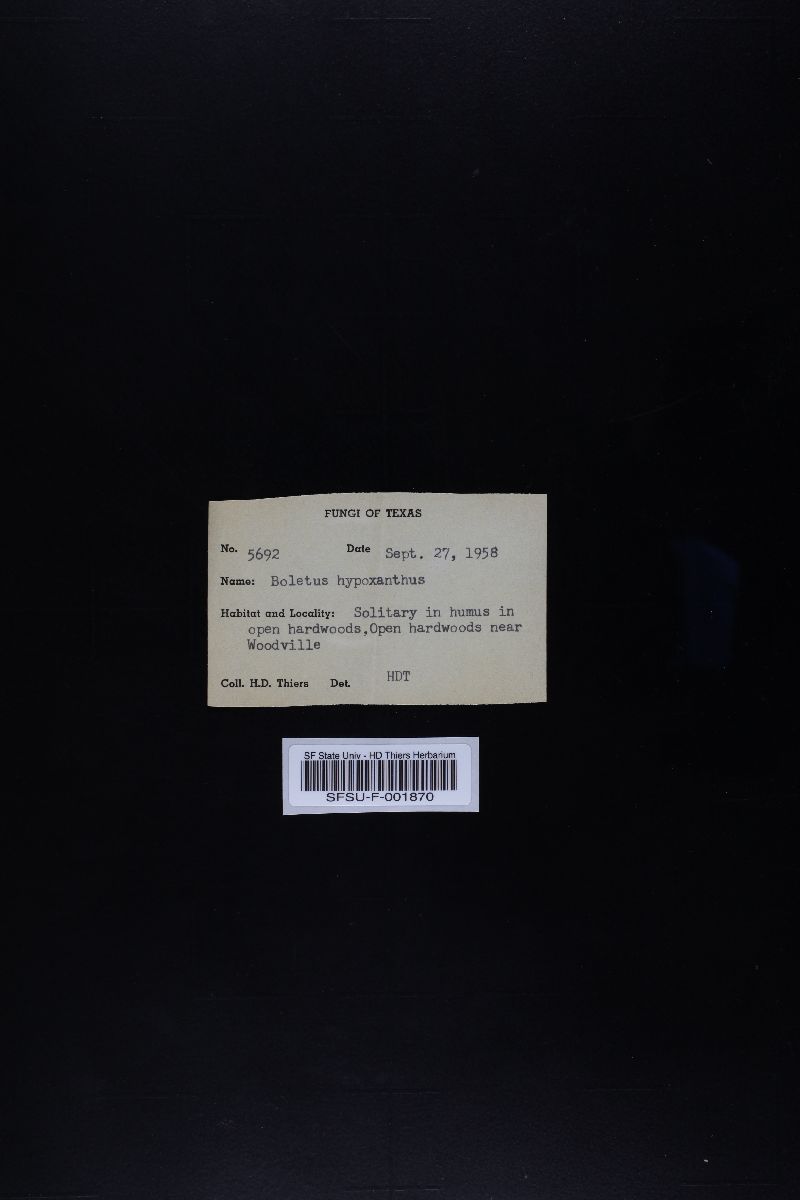 FUNGI OF TEXAS
No. 5692 Date Sept. 27, 1958
Name: Boletus hypoxanthus
Habitat and Locality: Solitary in humus in
open hardwoods,Open hardwoods near
Woodville
Coll. H.D. Thiers Det. HDT
SF State Univ - HD Thiers Herbarium
SFSU-F-001870